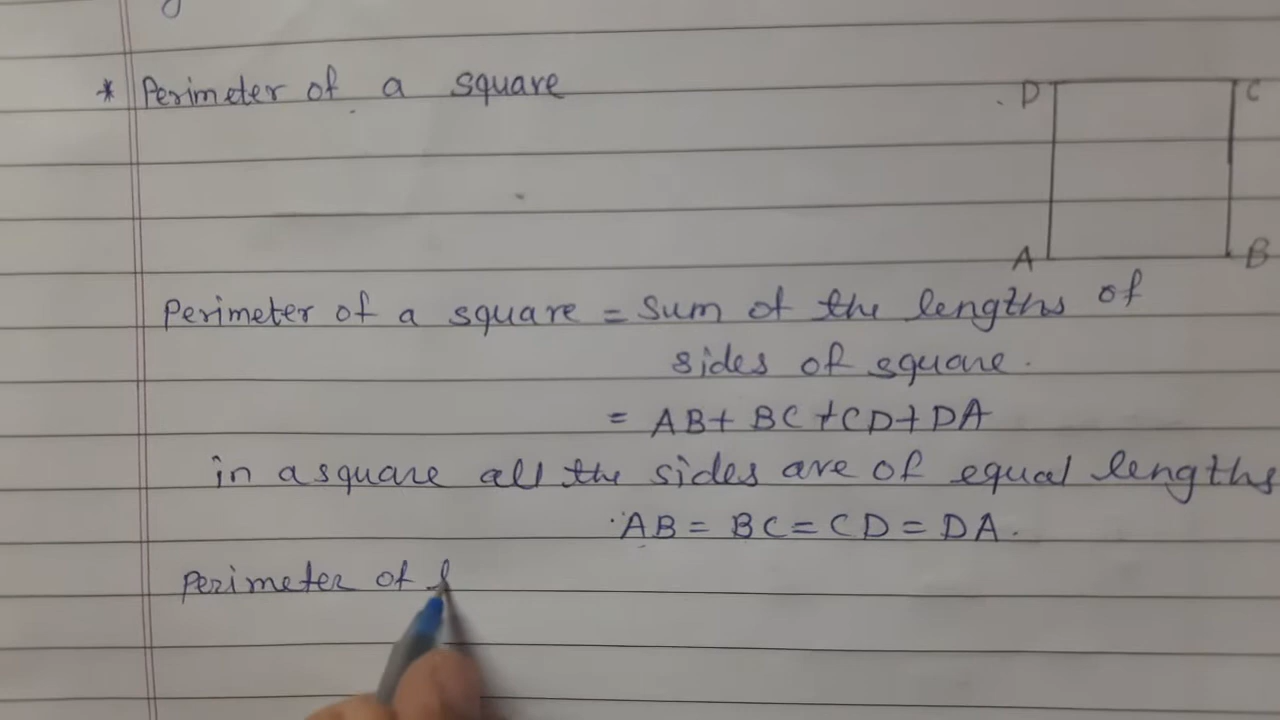 * Perimeter of a square
D C
A B
Perimeter of a square = Sum of the lengths of
sides of square.
= AB + BC + CD + DA
in a square all the sides are of equal lengths
AB = BC = CD = DA.
Perimeter of